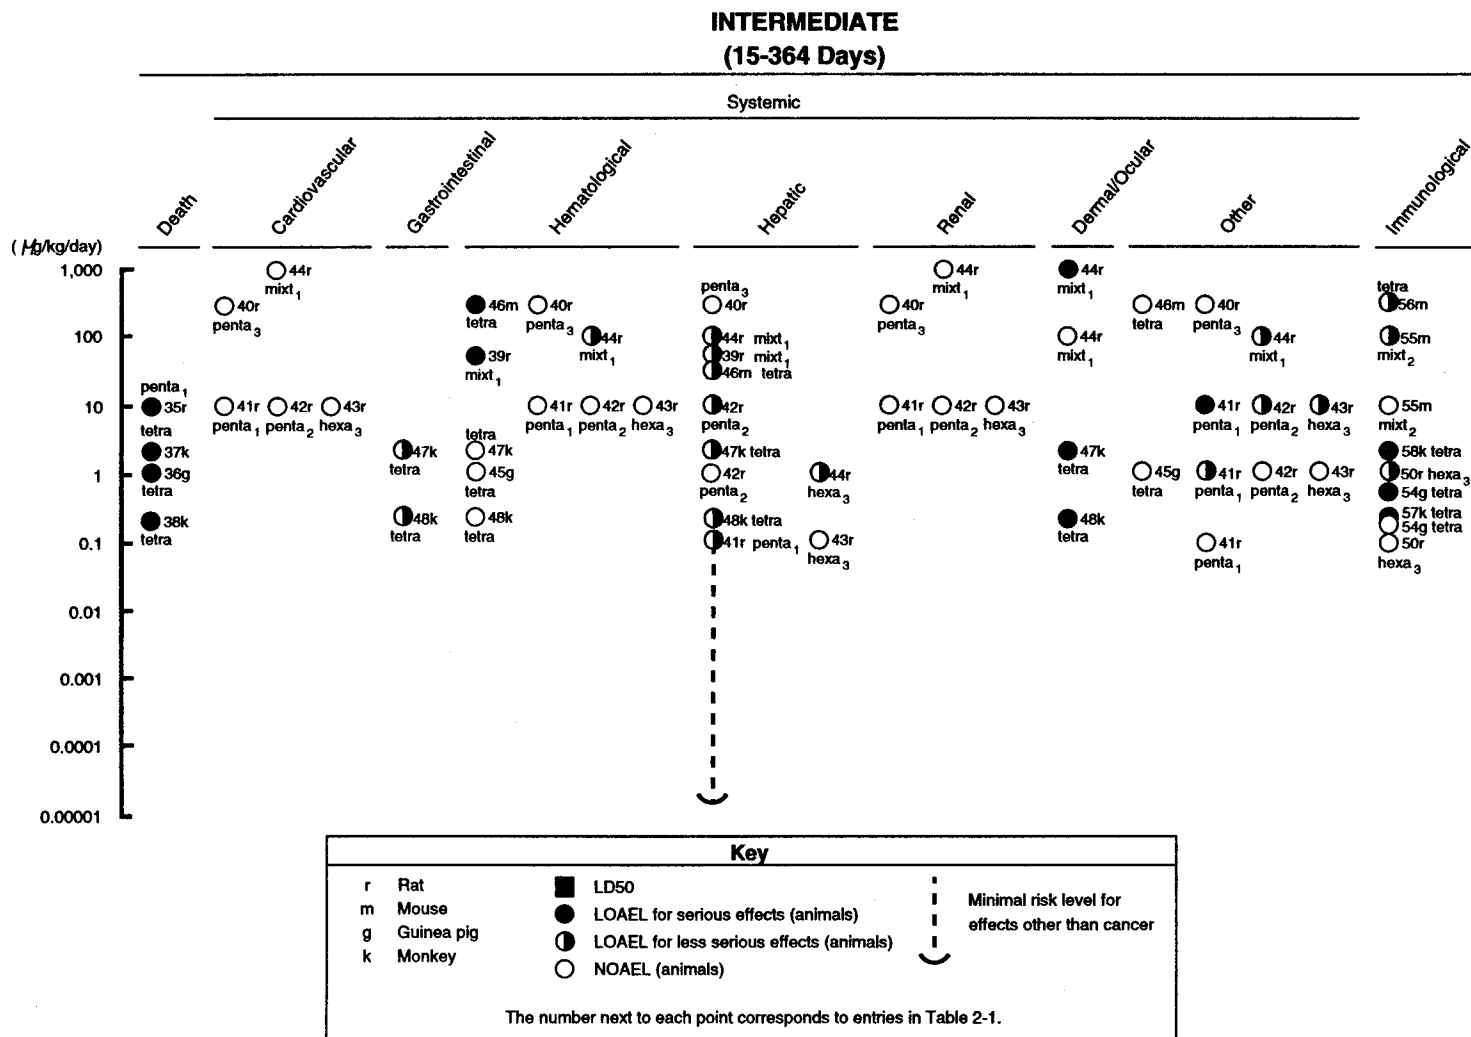 INTERMEDIATE
(15-364 Days)
Systemic
Death
Cardiovascular
Gastrointestinal
Hematological
Hepatic
Renal
Dermal/Ocular
Other
Immunological
(μg/kg/day)
1,000
100
10
1
0.1
0.01
0.001
0.0001
0.00001
penta1
35r
tetra
37k
36g
tetra
38k
tetra
44r
mixt1
40r
penta3
41r
penta1
42r
penta2
43r
hexa3
47k
tetra
48k
tetra
46m
tetra
39r
mixt1
tetra
47k
45g
tetra
48k
tetra
40r
penta3
44r
mixt1
41r
penta1
42r
penta2
43r
hexa3
penta3
40r
44r mixt1
39r mixt1
46m tetra
42r
penta2
47k tetra
42r
penta2
48k tetra
41r penta1
44r
hexa3
43r
hexa3
44r
mixt1
40r
penta3
41r
penta1
42r
penta2
43r
hexa3
44r
mixt1
44r
mixt1
47k
tetra
48k
tetra
46m
tetra
40r
penta3
44r
mixt1
41r
penta1
42r
penta2
43r
hexa3
45g
tetra
41r
penta1
42r
penta2
43r
hexa3
41r
penta1
tetra
56m
55m
mixt2
55m
mixt2
58k tetra
50r hexa3
54g tetra
57k tetra
54g tetra
50r
hexa3
Key
r Rat
m Mouse
g Guinea pig
k Monkey
LD50
LOAEL for serious effects (animals)
LOAEL for less serious effects (animals)
NOAEL (animals)
Minimal risk level for
effects other than cancer
The number next to each point corresponds to entries in Table 2-1.